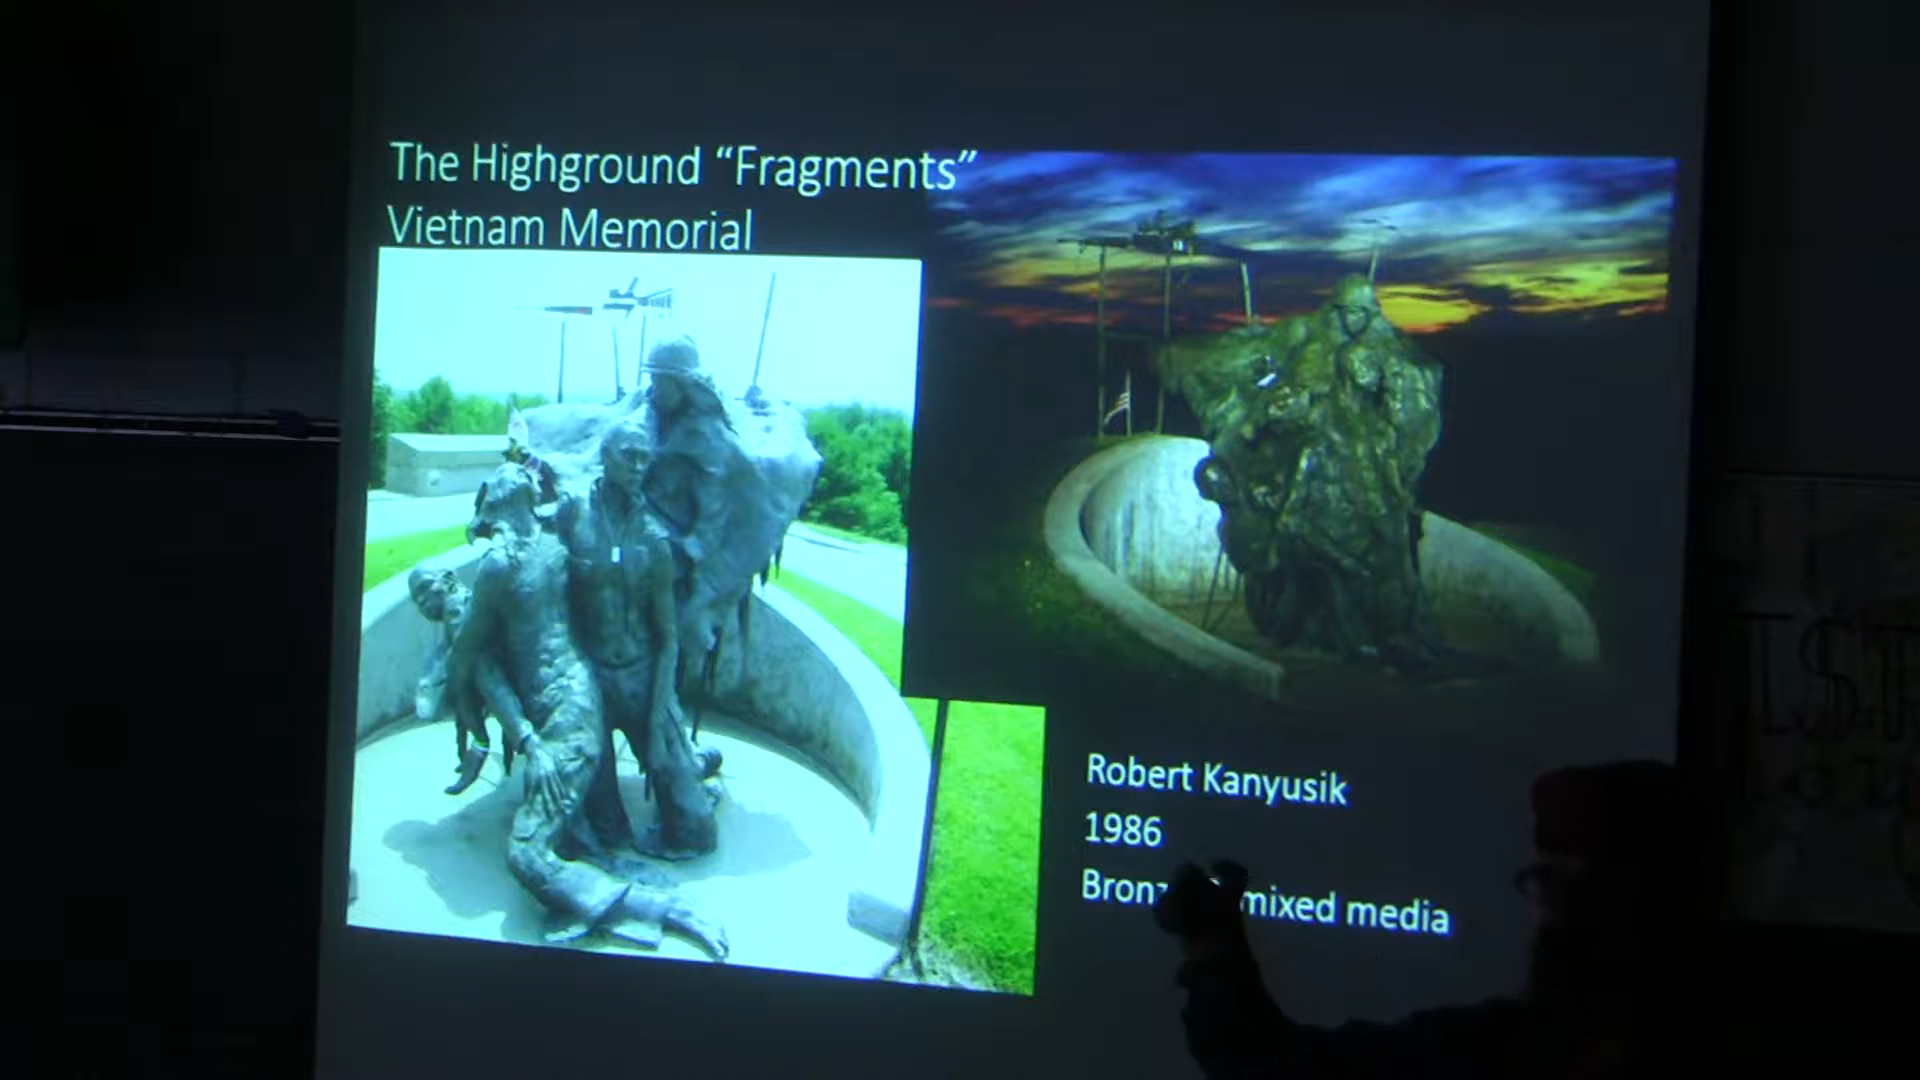 The Highground “Fragments”
Vietnam Memorial
Robert Kanyusik
1986
mixed media